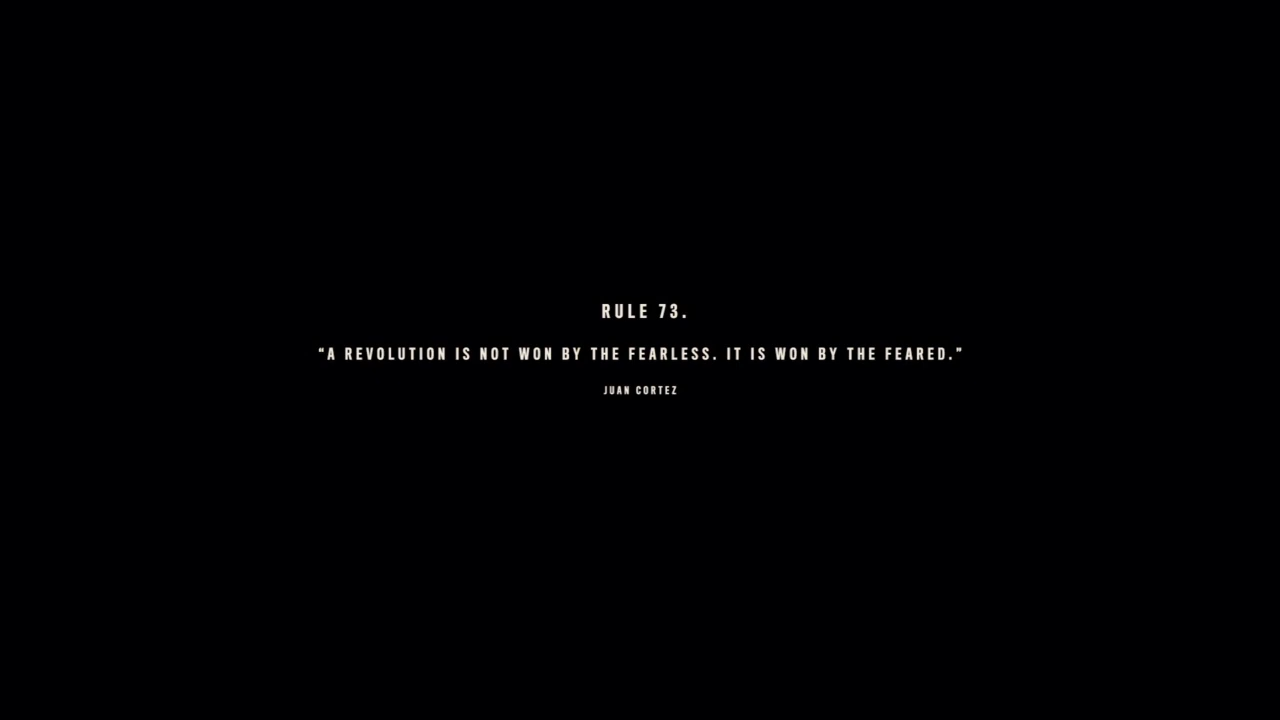 RULE 73.
“A REVOLUTION IS NOT WON BY THE FEARLESS. IT IS WON BY THE FEARED.”
JUAN CORTEZ